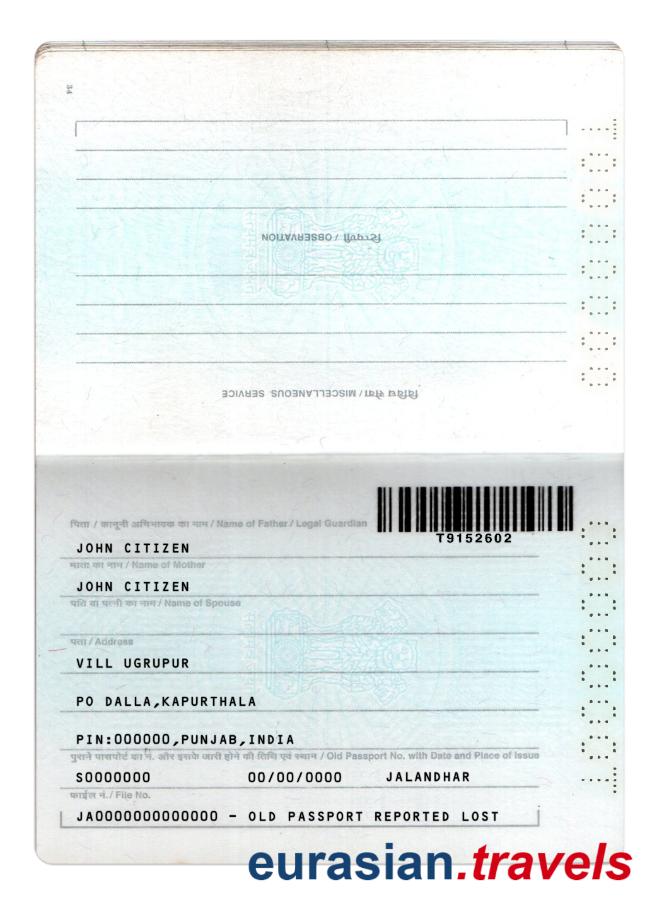 34
टिप्पणी / OBSERVATION
विविध सेवा / MISCELLANEOUS SERVICE
पिता / कानूनी अभिभावक का नाम / Name of Father / Legal Guardian
T9152602
JOHN CITIZEN
माता का नाम / Name of Mother
JOHN CITIZEN
पति या पत्नी का नाम / Name of Spouse
पता / Address
VILL UGRUPUR
PO DALLA,KAPURTHALA
PIN:000000,PUNJAB,INDIA
पुराने पासपोर्ट का नं. और इसके जारी होने की तिथि एवं स्थान / Old Passport No. with Date and Place of Issue
S0000000 00/00/0000 JALANDHAR
फाईल नं./ File No.
JA0000000000000 - OLD PASSPORT REPORTED LOST
eurasian.travels